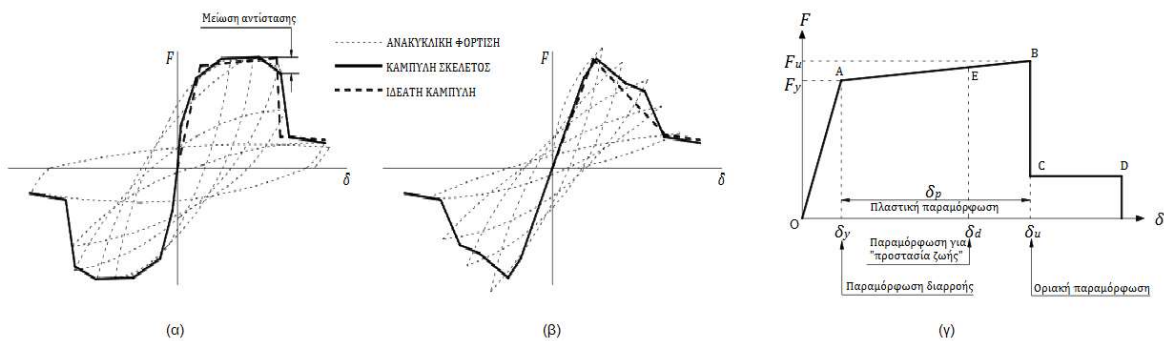 Μείωση αντίστασης
F
δ
ΑΝΑΚΥΚΛΙΚΗ ΦΟΡΤΙΣΗ
ΚΑΜΠΥΛΗ ΣΚΕΛΕΤΟΣ
ΙΔΕΑΤΗ ΚΑΜΠΥΛΗ
F
δ
F
Fu
Fy
A
B
E
C
D
O
δp
Πλαστική παραμόρφωση
δ
δy
δd
δu
Παραμόρφωση για
"προστασία ζωής"
Παραμόρφωση διαρροής
Οριακή παραμόρφωση
(α)
(β)
(γ)